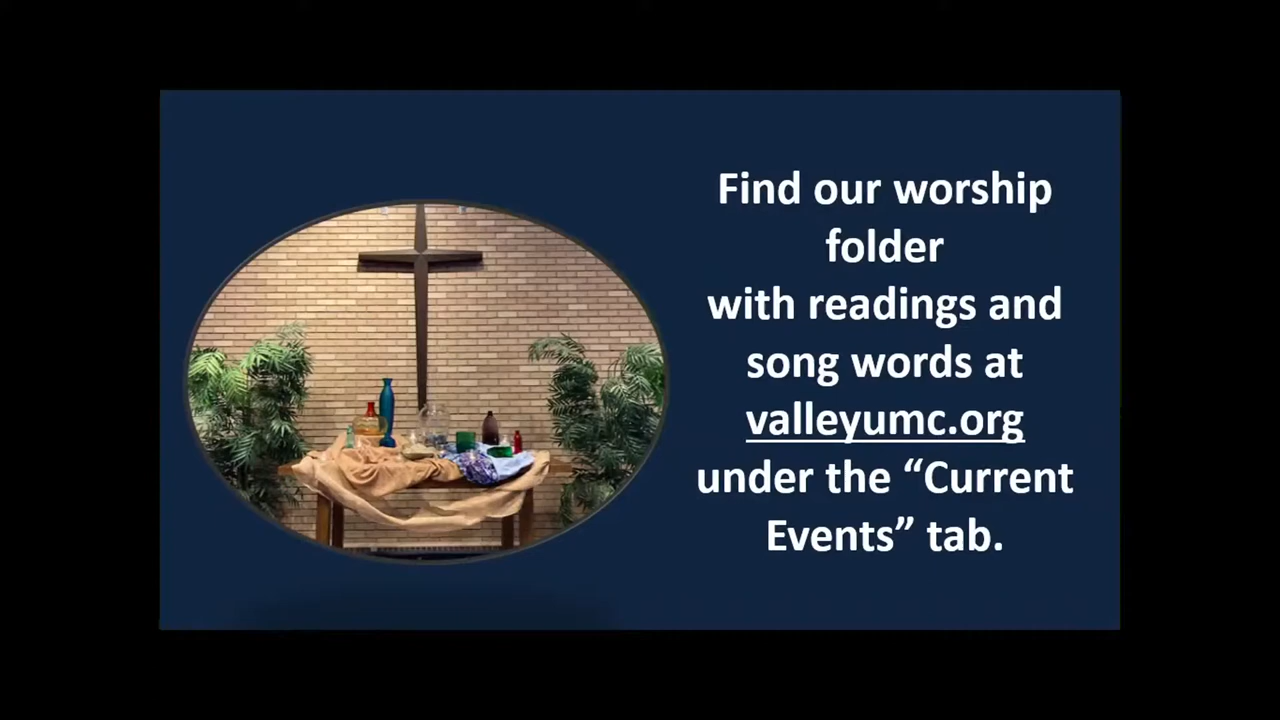 Find our worship
folder
with readings and
song words at
valleyumc.org
under the “Current
Events” tab.